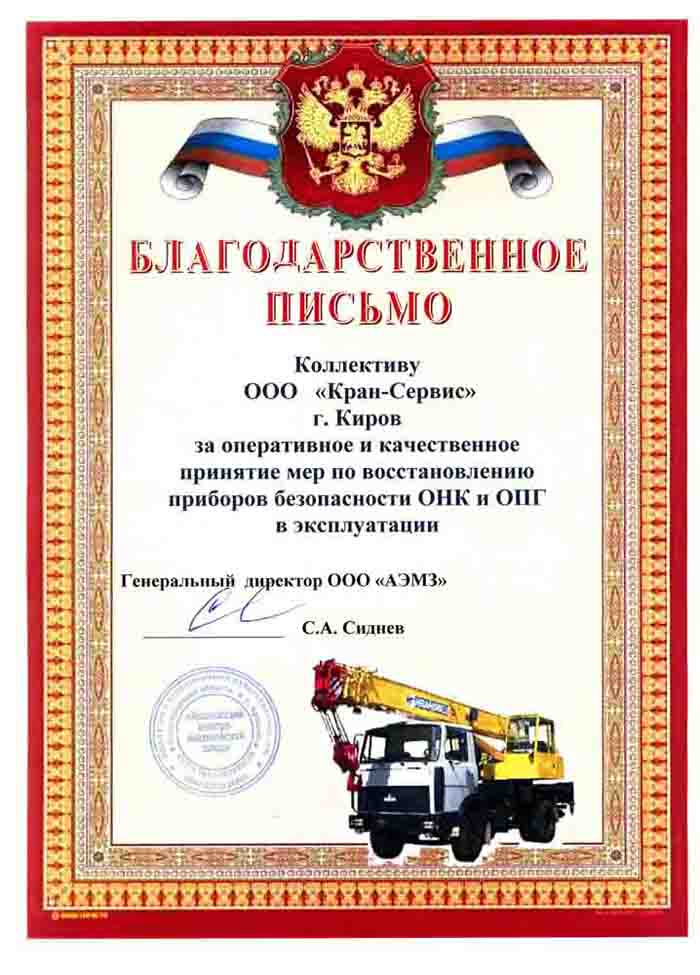 БЛАГОДАРСТВЕННОЕ
ПИСЬМО
Коллективу
ООО «Кран-Сервис»
г. Киров
за оперативное и качественное
принятие мер по восстановлению
приборов безопасности ОНК и ОПГ
в эксплуатации
Генеральный директор ООО «АЭМЗ»
С.А. Сиднев